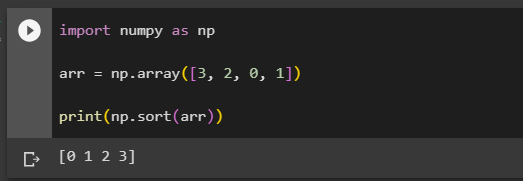 import numpy as np
arr = np.array([3, 2, 0, 1])
print(np.sort(arr))
[0 1 2 3]